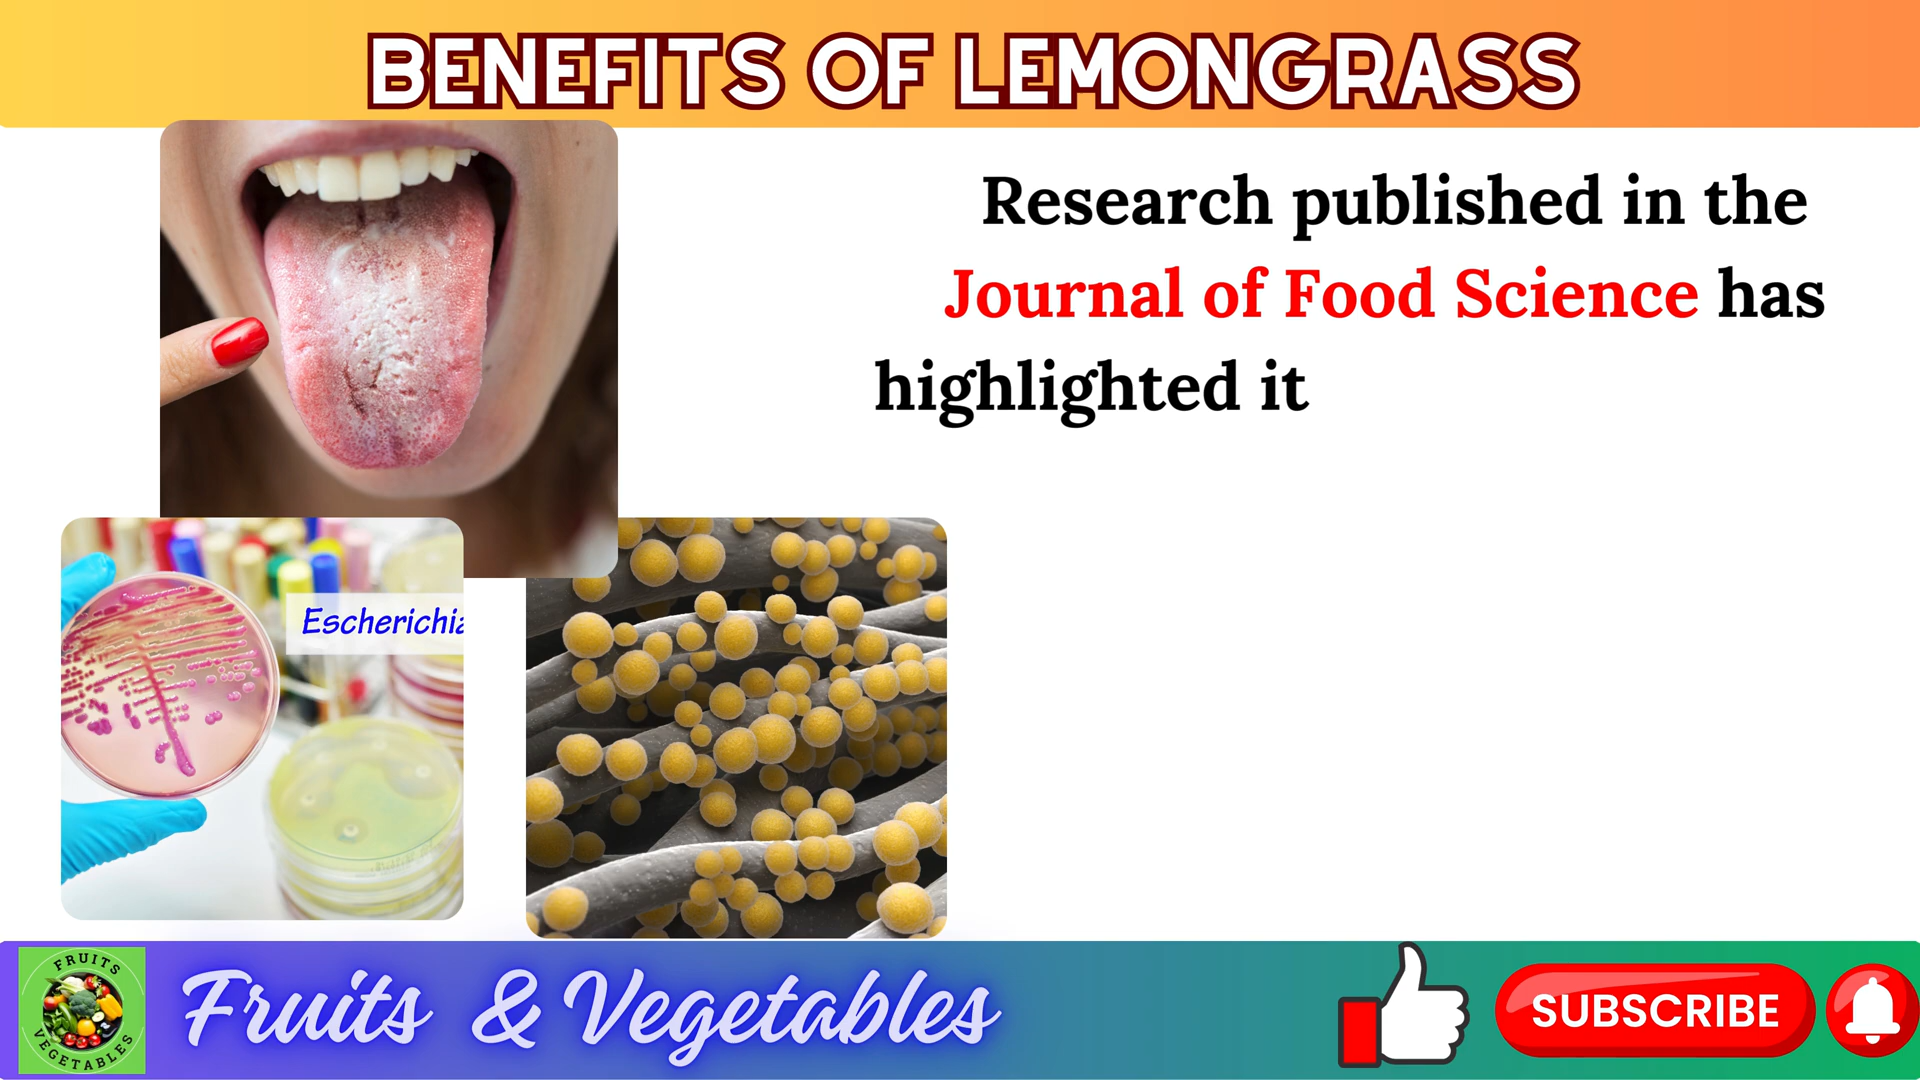 BENEFITS OF LEMONGRASS
Research published in the
Journal of Food Science has
highlighted it
Escherichia
FRUITS
VEGETABLES
Fruits & Vegetables
SUBSCRIBE